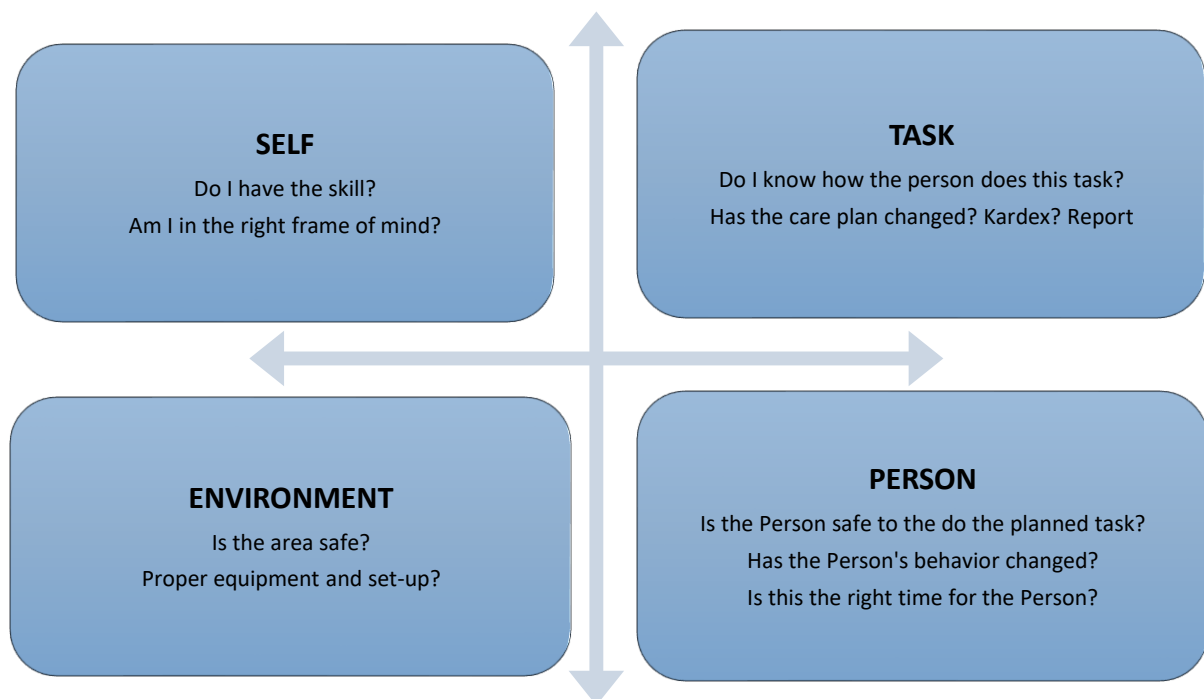 SELF
Do I have the skill?
Am I in the right frame of mind?
TASK
Do I know how the person does this task?
Has the care plan changed? Kardex? Report
ENVIRONMENT
Is the area safe?
Proper equipment and set-up?
PERSON
Is the Person safe to the do the planned task?
Has the Person's behavior changed?
Is this the right time for the Person?